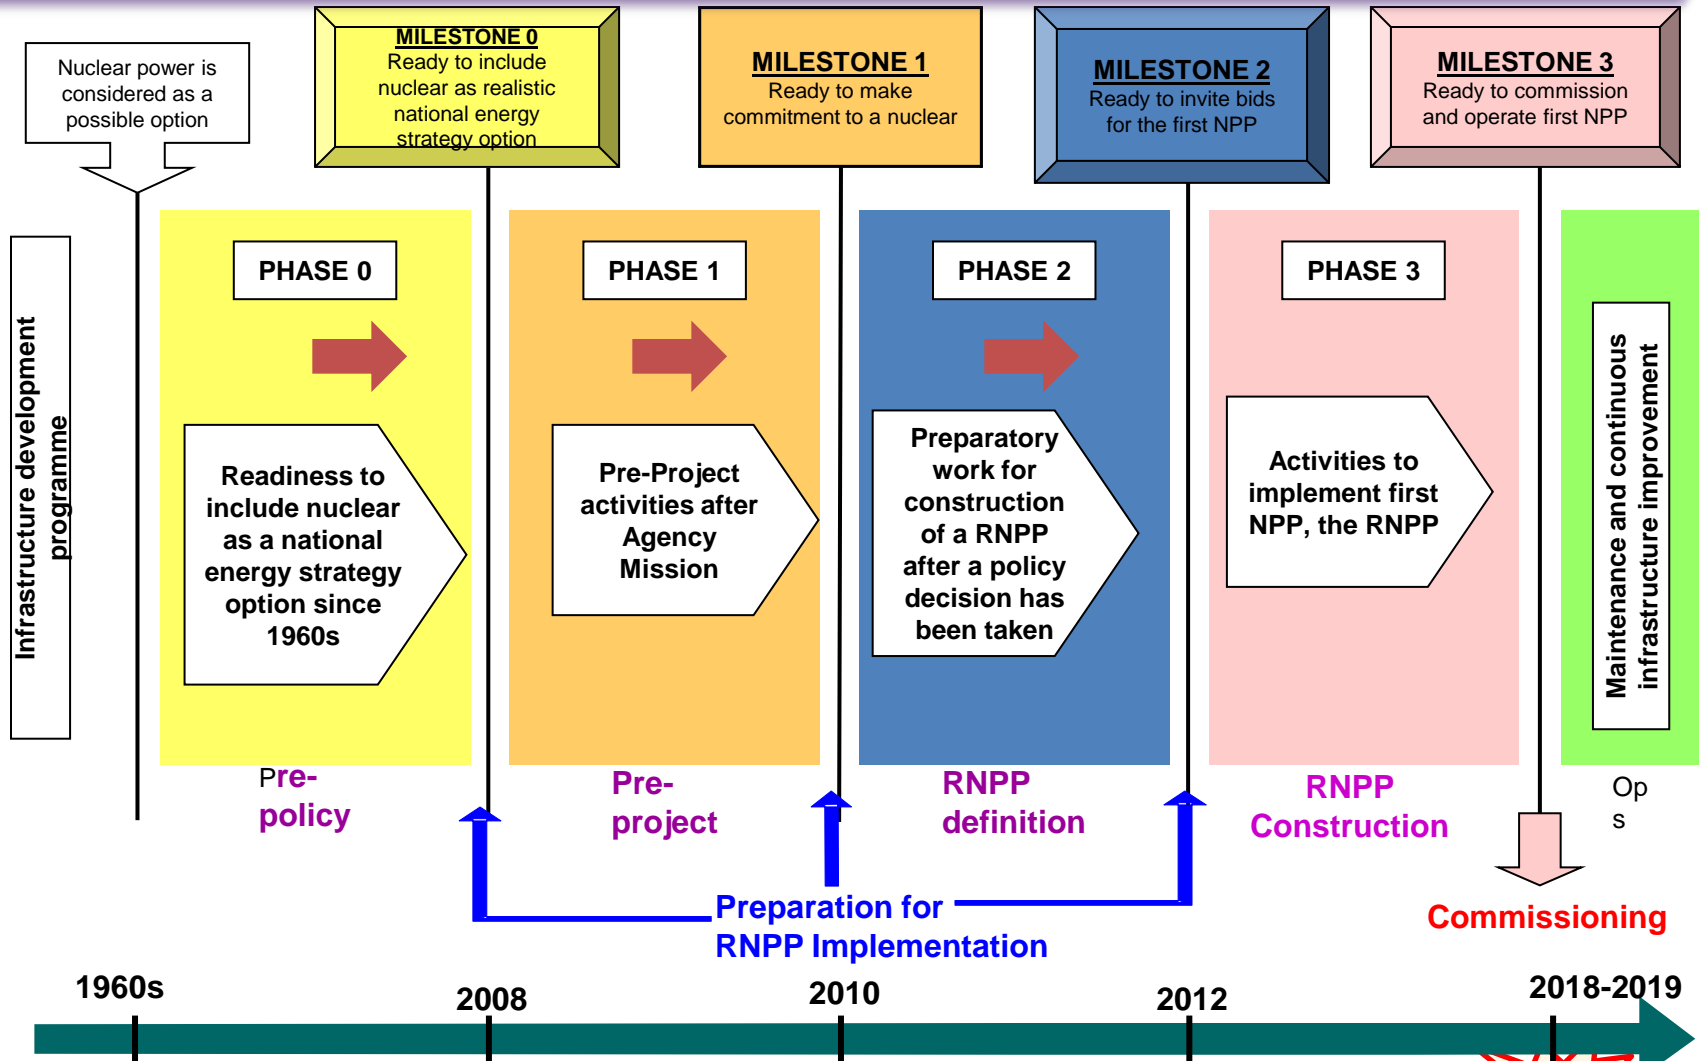 Nuclear power is
considered as a
possible option
MILESTONE 0
Ready to include
nuclear as realistic
national energy
strategy option
MILESTONE 1
Ready to make
commitment to a nuclear
MILESTONE 2
Ready to invite bids
for the first NPP
MILESTONE 3
Ready to commission
and operate first NPP
Infrastructure development
programme
PHASE 0
Readiness to
include nuclear
as a national
energy strategy
option since
1960s
Pre-
policy
PHASE 1
Pre-Project
activities after
Agency
Mission
Pre-
project
PHASE 2
Preparatory
work for
construction
of a RNPP
after a policy
decision has
been taken
RNPP
definition
PHASE 3
Activities to
implement first
NPP, the RNPP
RNPP
Construction
Maintenance and continuous
infrastructure improvement
Op
s
Preparation for
RNPP Implementation
Commissioning
1960s
2008
2010
2012
2018-2019